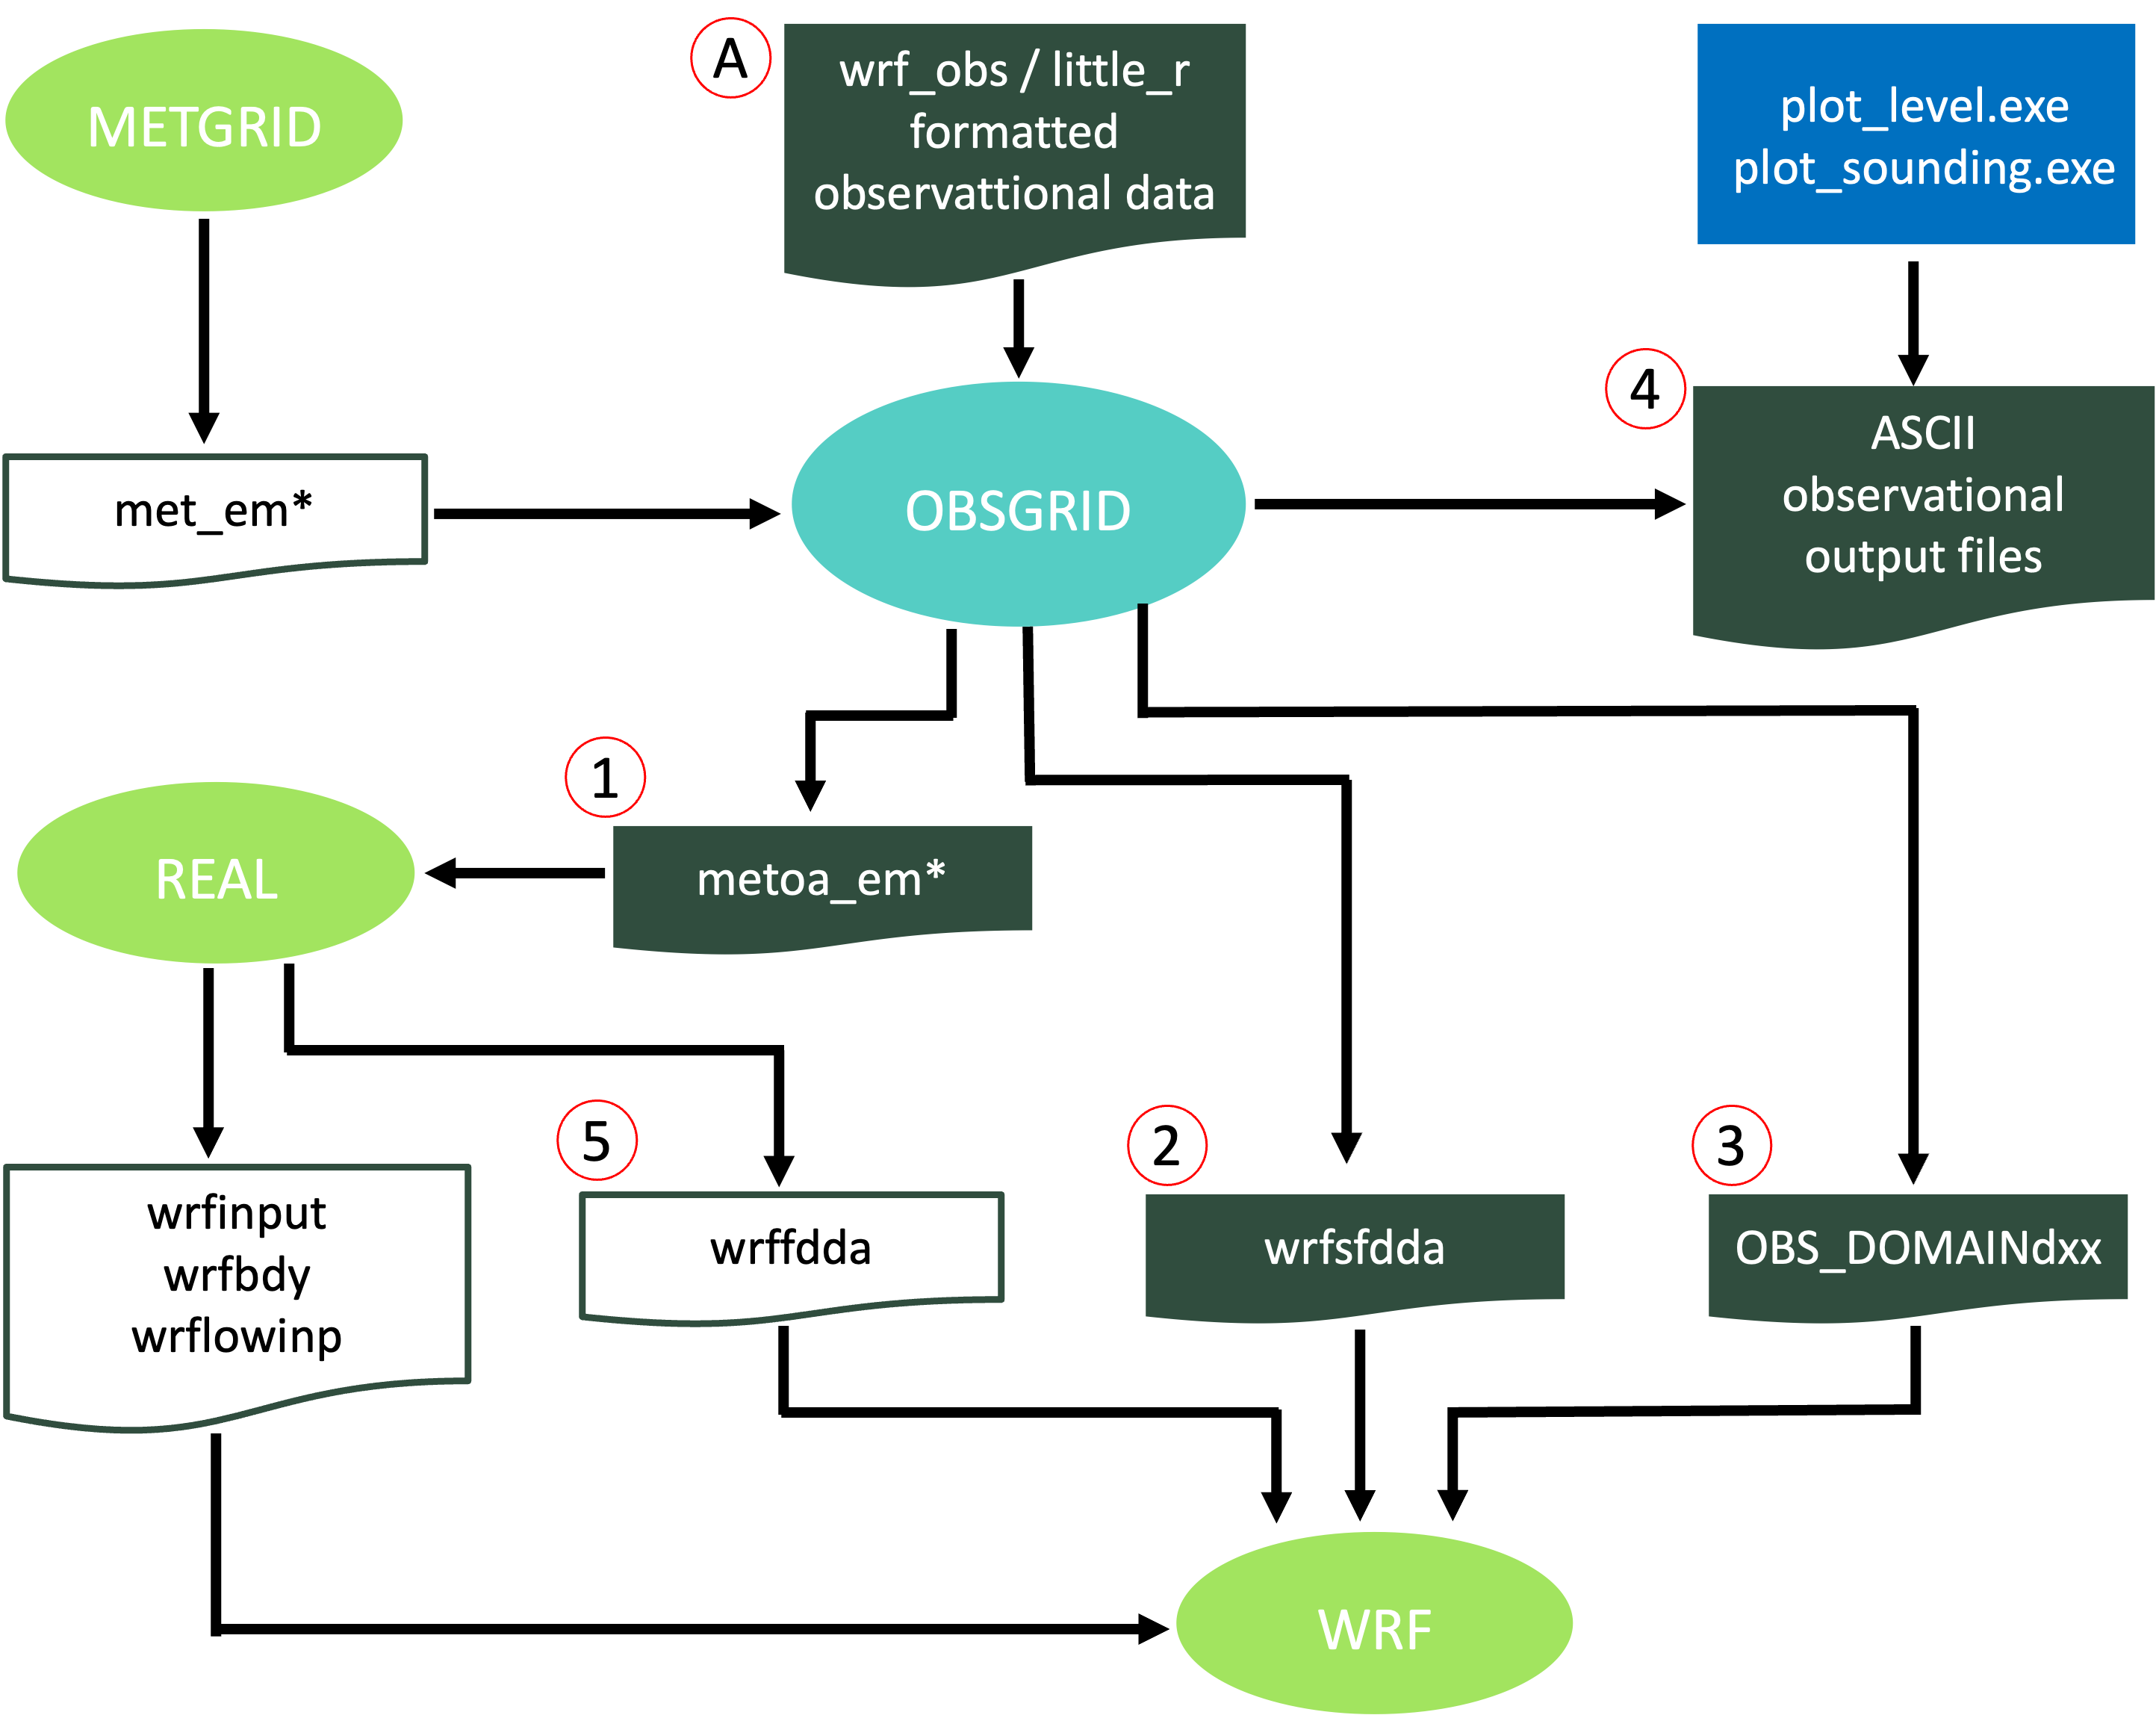 METGRID
A
wrf_obs / little_r
formatted
observattional data
plot_level.exe
plot_sounding.exe
4
ASCII
observational
output files
met_em*
OBSGRID
1
REAL
metoa_em*
5
2
3
wrfinput
wrfbdy
wrflowinp
wrffdda
wrfsfdda
OBS_DOMAINdxx
WRF